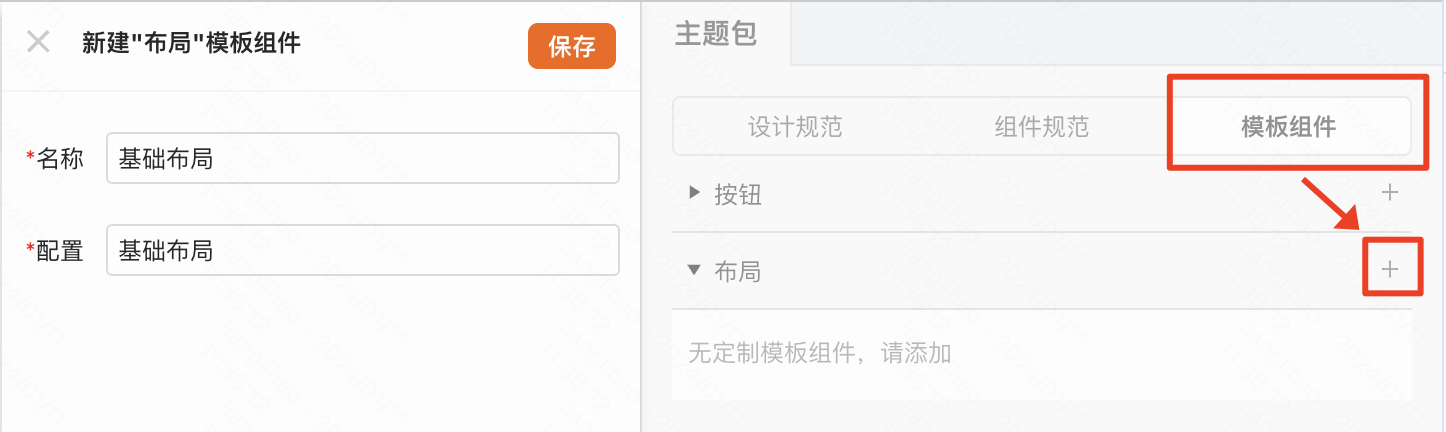 新建"布局"模板组件
保存
*名称
基础布局
*配置
基础布局
主题包
设计规范
组件规范
模板组件
按钮
布局
无定制模板组件，请添加